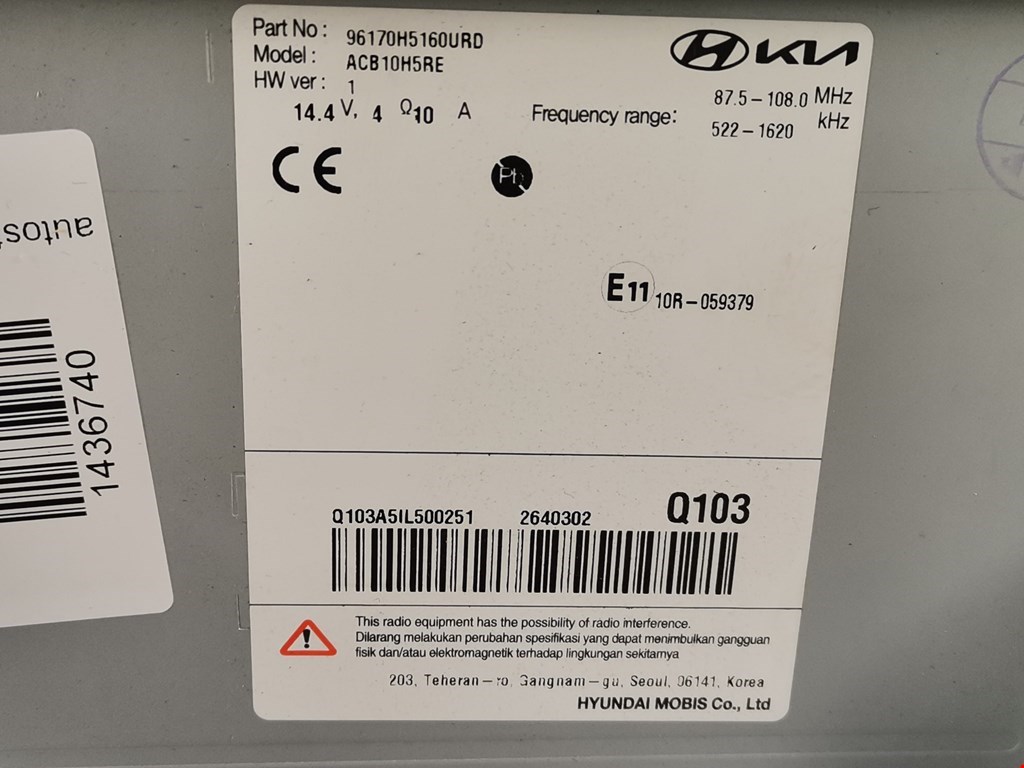 Part No : 96170H5160URD
Model : ACB10H5RE
HW ver : 1
14.4 V, 4 Ω 10 A
KIA
Frequency range: 87.5-108.0 MHz
522-1620 kHz
CE
Pb
E11 10R-059379
Q103A5IL500251 2640302 Q103
This radio equipment has the possibility of radio interference.
Dilarang melakukan perubahan spesifikasi yang dapat menimbulkan gangguan
fisik dan/atau elektromagnetik terhadap lingkungan sekitarnya
203, Teheran-ro, Gangnam-gu, Seoul, 06141, Korea
HYUNDAI MOBIS Co., Ltd
1436740